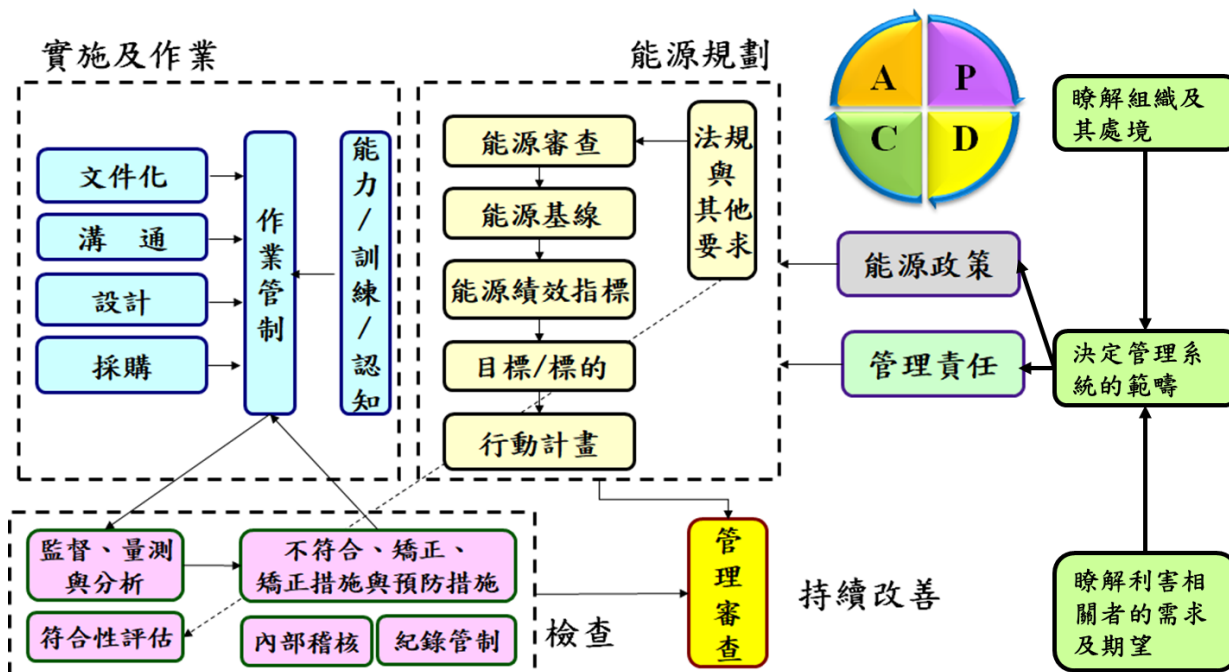 實施及作業
能源規劃
A
P
C
D
瞭解組織及
其處境
文件化
溝　通
設計
採購
作業管制
能力/訓練/認知
能源審查
能源基線
能源績效指標
目標/標的
行動計畫
法規與其他要求
能源政策
管理責任
決定管理系
統的範疇
監督、量測
與分析
不符合、矯正、
矯正措施與預防措施
符合性評估
內部稽核
紀錄管制
檢查
管理審查
持續改善
瞭解利害相
關者的需求
及期望